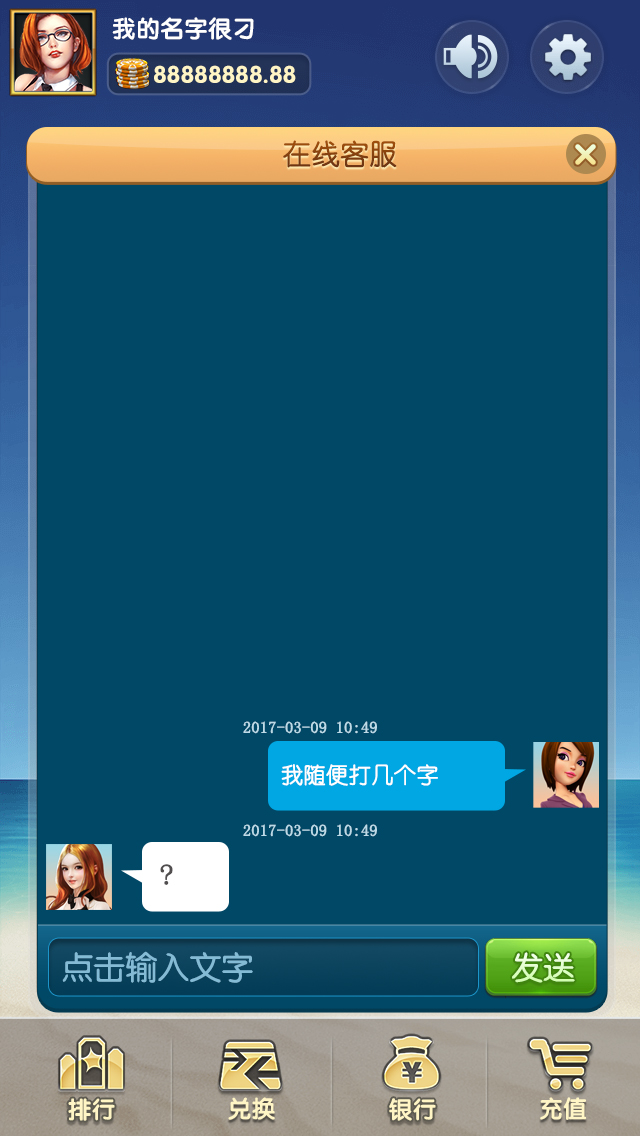 我的名字很刁
88888888.88
在线客服
2017-03-09 10:49
我随便打几个字
2017-03-09 10:49
?
点击输入文字
发送
排行
兑换
银行
充值